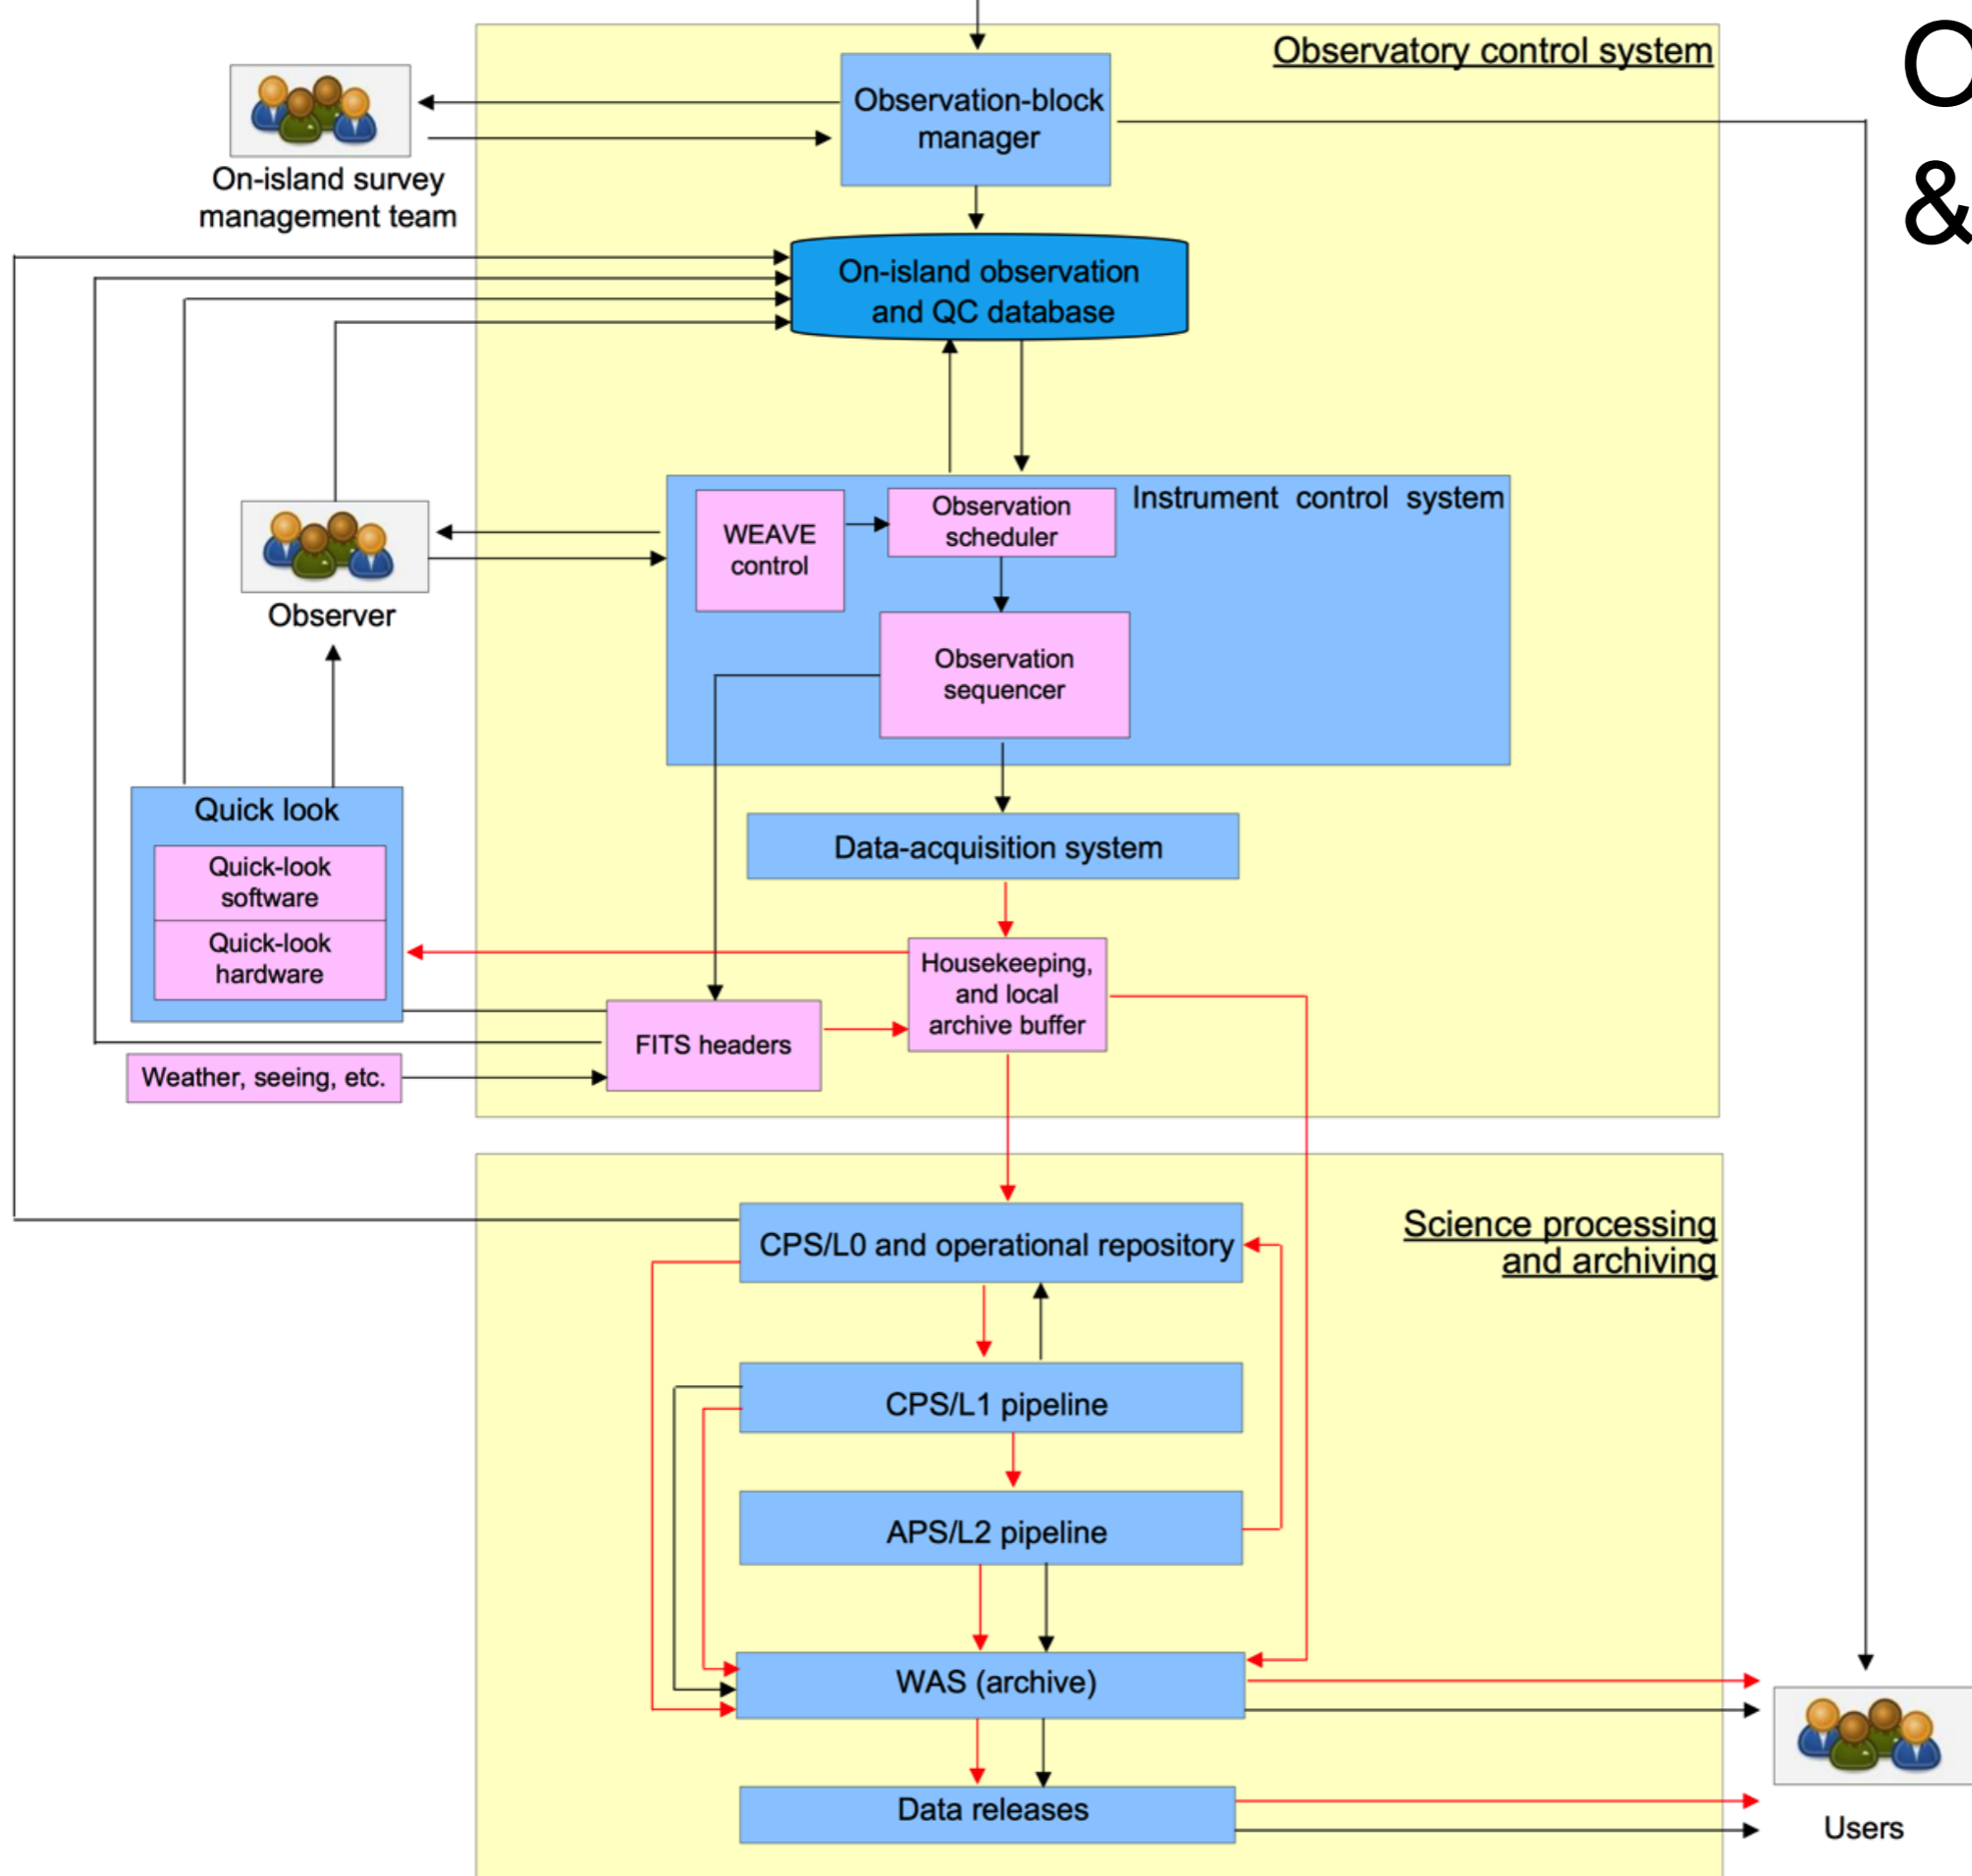 Observatory control system
O
&
Observation-block
manager
On-island survey
management team
On-island observation
and QC database
Instrument control system
WEAVE
control
Observation
scheduler
Observer
Observation
sequencer
Quick look
Quick-look
software
Quick-look
hardware
Data-acquisition system
Housekeeping,
and local
archive buffer
FITS headers
Weather, seeing, etc.
Science processing
and archiving
CPS/L0 and operational repository
CPS/L1 pipeline
APS/L2 pipeline
WAS (archive)
Data releases
Users